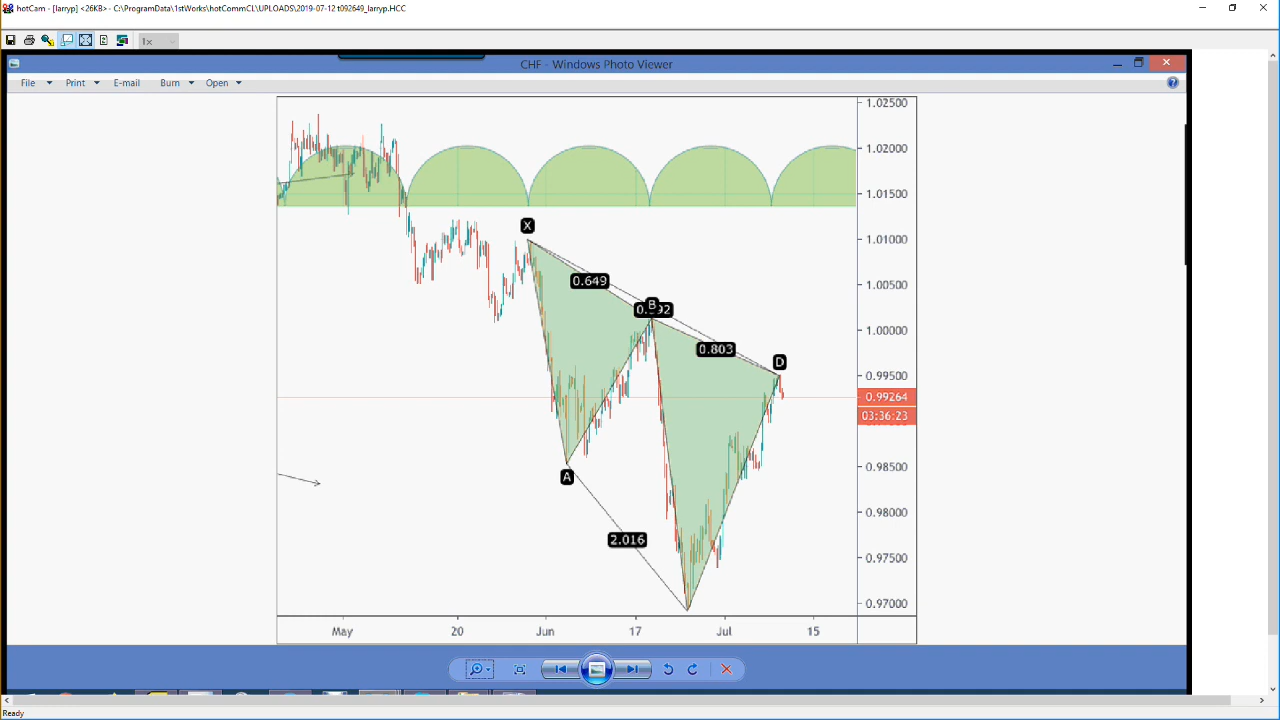 hotCam - [larryp] <26KB> - C:\ProgramData\1stWorks\hotCommCL\UPLOADS\2019-07-12 t092649_larryp.HCC
1x
CHF - Windows Photo Viewer
File Print E-mail Burn Open
1.02500
1.02000
1.01500
X
1.01000
0.649
1.00500
B
1.00000
0.803
D
0.99500
0.99264
03:36:23
A
0.98500
0.98000
2.016
0.97500
0.97000
May 20 Jun 17 Jul 15
Ready